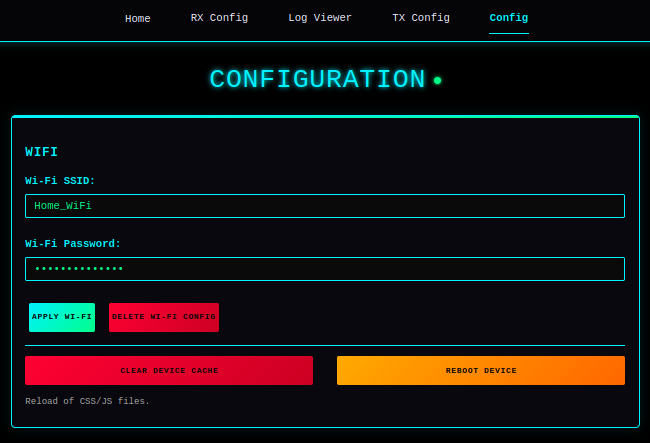 Home RX Config Log Viewer TX Config Config
CONFIGURATION
WIFI
Wi-Fi SSID:
Home_WiFi
Wi-Fi Password:
••••••••••••••
APPLY WI-FI DELETE WI-FI CONFIG
CLEAR DEVICE CACHE REBOOT DEVICE
Reload of CSS/JS files.